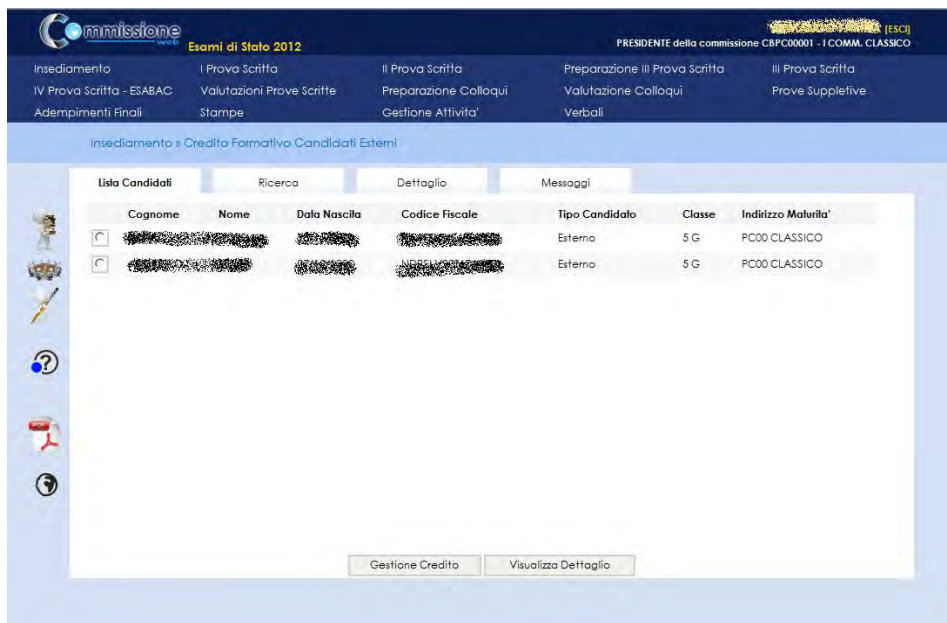 Commissione
web
Esami di Stato 2012
[ESCI]
PRESIDENTE della commissione CBPC00001 - I COMM. CLASSICO
Insediamento I Prova Scritta II Prova Scritta Preparazione III Prova Scritta III Prova Scritta
IV Prova Scritta - ESABAC Valutazioni Prove Scritte Preparazione Colloqui Valutazione Colloqui Prove Suppletive
Adempimenti Finali Stampe Gestione Attivita' Verbali
Insediamento » Credito Formativo Candidati Esterni
Lista Candidati Ricerca Dettaglio Messaggi
Cognome Nome Data Nascita Codice Fiscale Tipo Candidato Classe Indirizzo Maturita'
Esterno 5 G PC00 CLASSICO
Esterno 5 G PC00 CLASSICO
PDF
Gestione Credito Visualizza Dettaglio